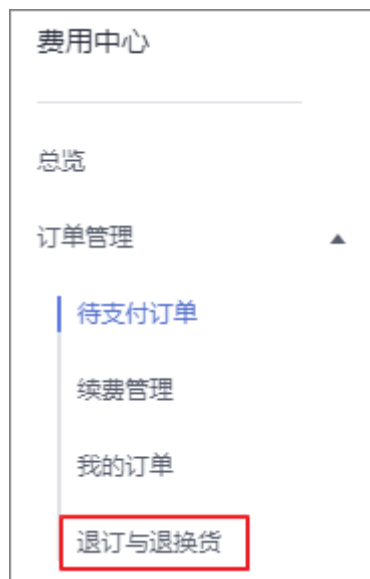 费用中心
总览
订单管理
待支付订单
续费管理
我的订单
退订与退换货